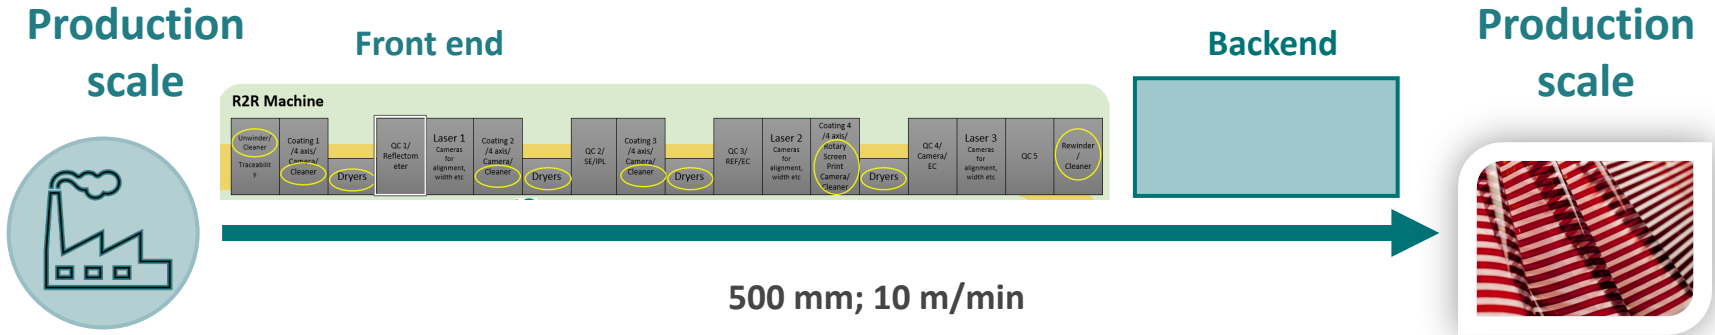 Production
scale
Front end
Backend
Production
scale
R2R Machine
Unwinder/
Cleaner
Traceabilit
y
Coating 1
/4 axis/
Camera/
Cleaner
Dryers
QC 1/
Reflectom
eter
Laser 1
Cameras
for
alignment,
width etc
Coating 2
/4 axis/
Camera/
Cleaner
Dryers
QC 2/
SE/IPL
Coating 3
/4 axis/
Camera/
Cleaner
Dryers
QC 3/
REF/EC
Laser 2
Cameras
for
alignment,
width etc
Coating 4
/4 axis/
Rotary
Screen
Print
Camera/
Cleaner
Dryers
QC 4/
Camera/
EC
Laser 3
Cameras
for
alignment,
width etc
QC 5
Rewinder
/
Cleaner
500 mm; 10 m/min